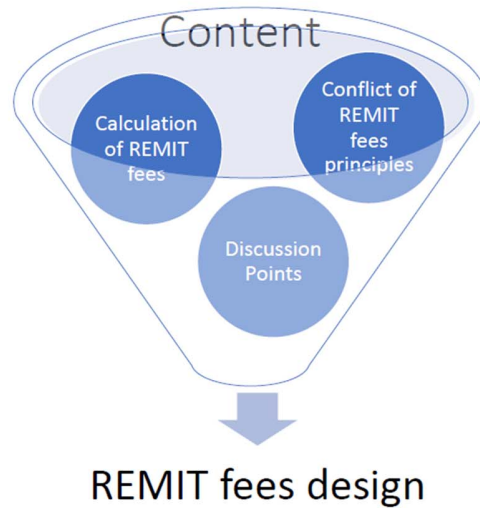 Content
Calculation
of REMIT
fees
Conflict of
REMIT
fees
principles
Discussion
Points
REMIT fees design